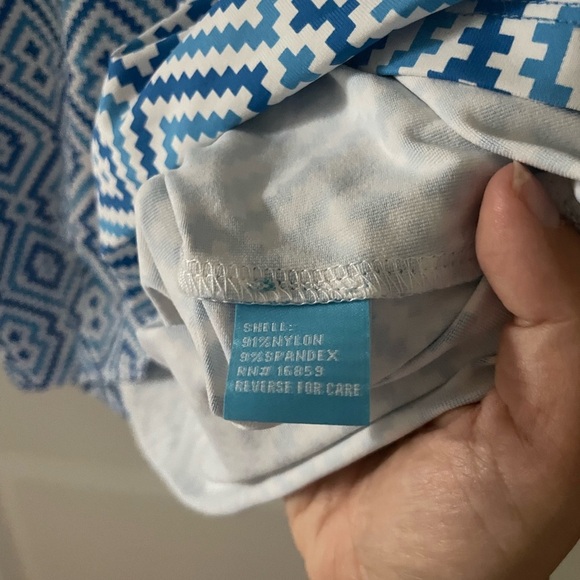 SHELL:
91%NYLON
9%SPANDEX
RN# 16859
REVERSE FOR CARE